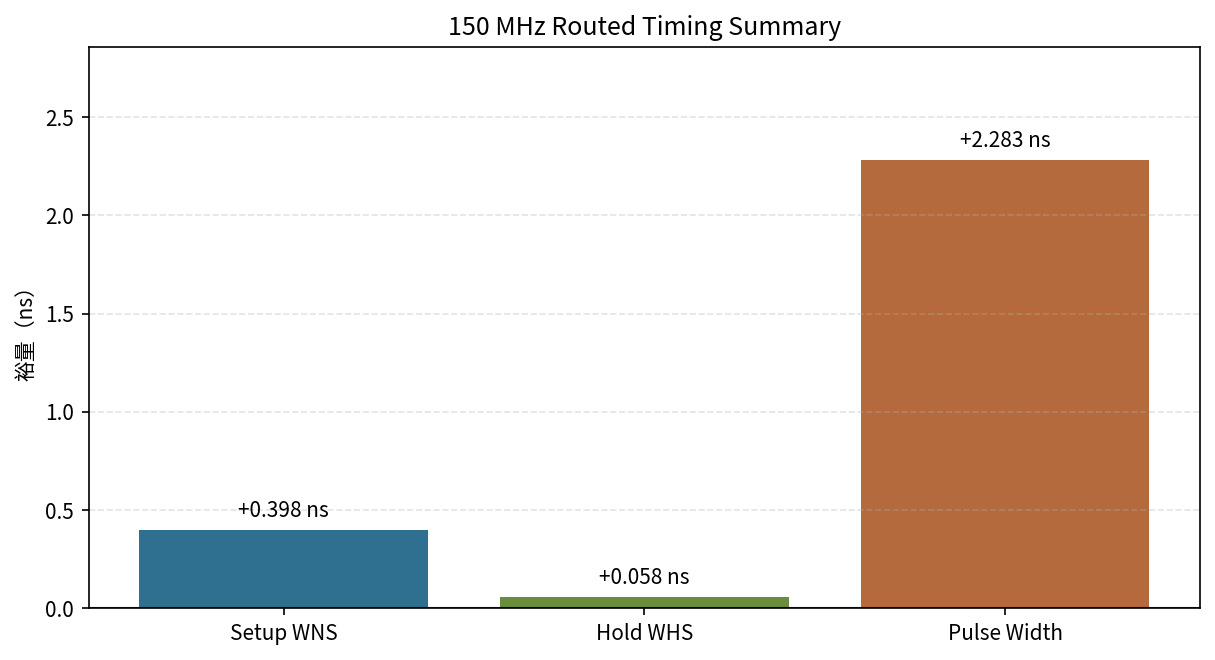 150 MHz Routed Timing Summary
裕量（ns）
2.5
2.0
1.5
1.0
0.5
0.0
+0.398 ns
+0.058 ns
+2.283 ns
Setup WNS
Hold WHS
Pulse Width